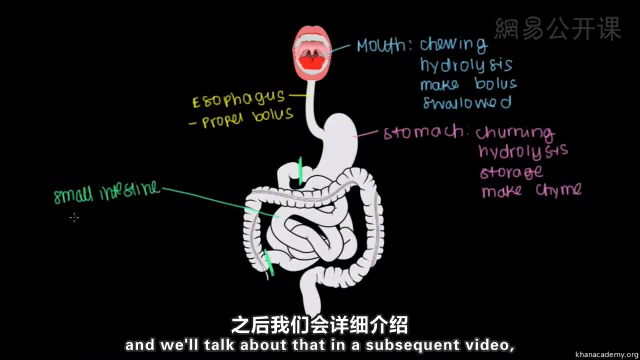 網易公开课
Mouth: chewing
hydrolysis
make bolus
swallowed
Esophagus
- Propel bolus
Stomach: churning
hydrolysis
storage
make chyme
small intestine
之后我们会详细介绍
and we'll talk about that in a subsequent video,
khanacademy.org